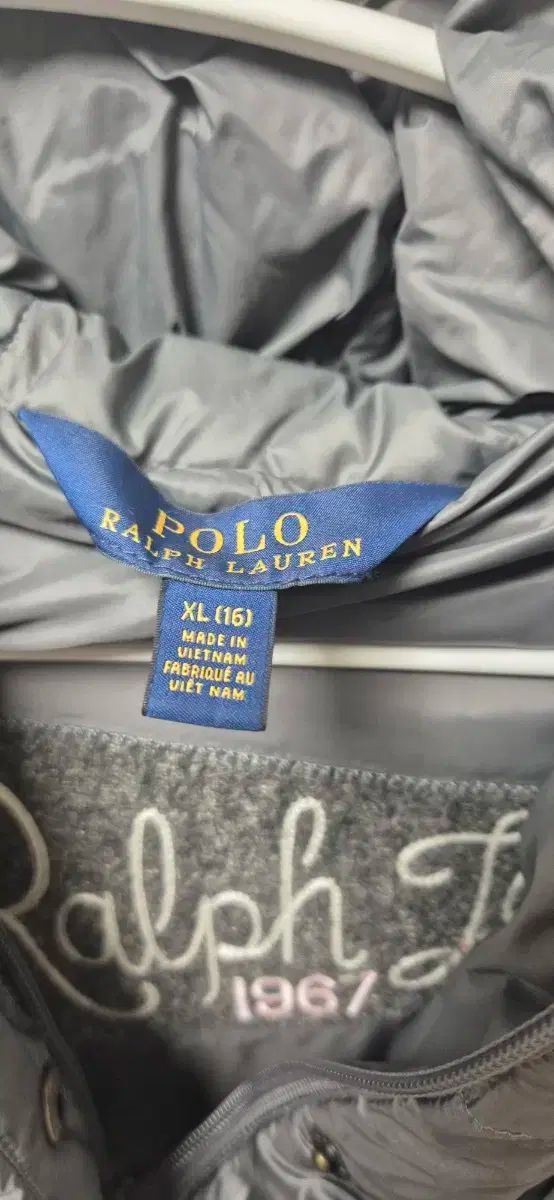 POLO
RALPH LAUREN
XL (16)
MADE IN
VIETNAM
FABRIQUÉ AU
VIÊT NAM
Ralph
1967